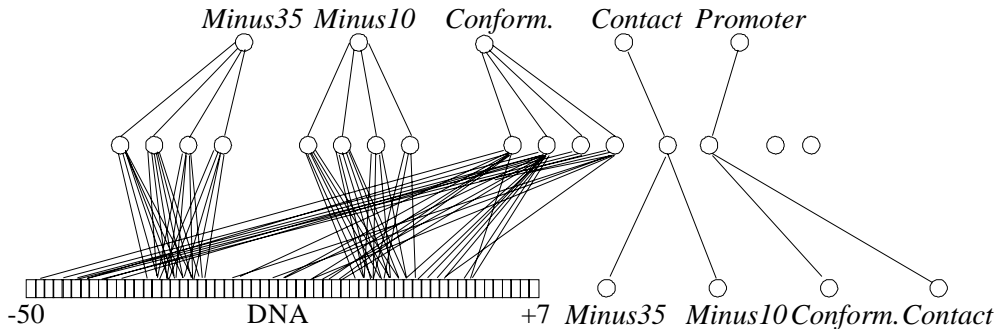 Minus35 Minus10 Conform. Contact Promoter
-50 DNA +7 Minus35 Minus10 Conform. Contact